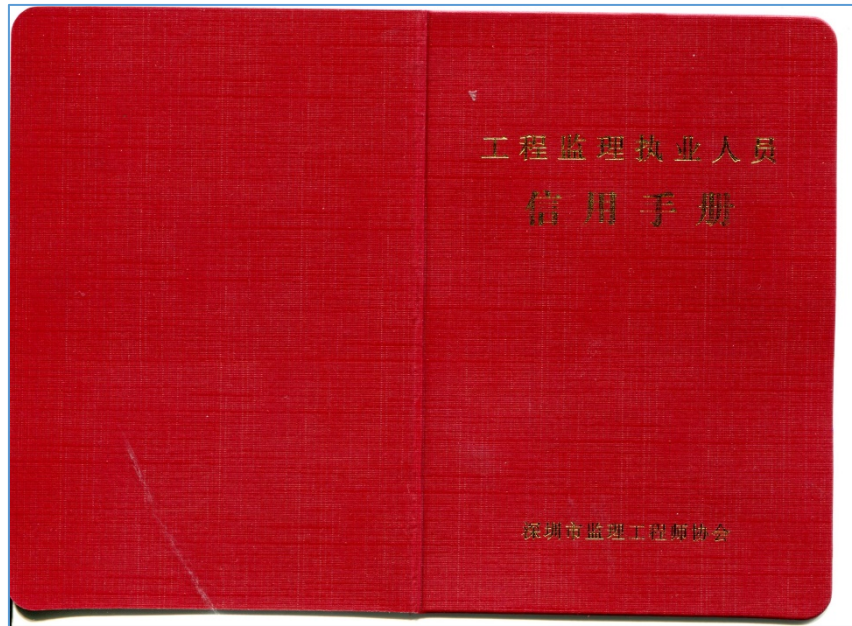 工程监理执业人员
信用手册
深圳市监理工程师协会